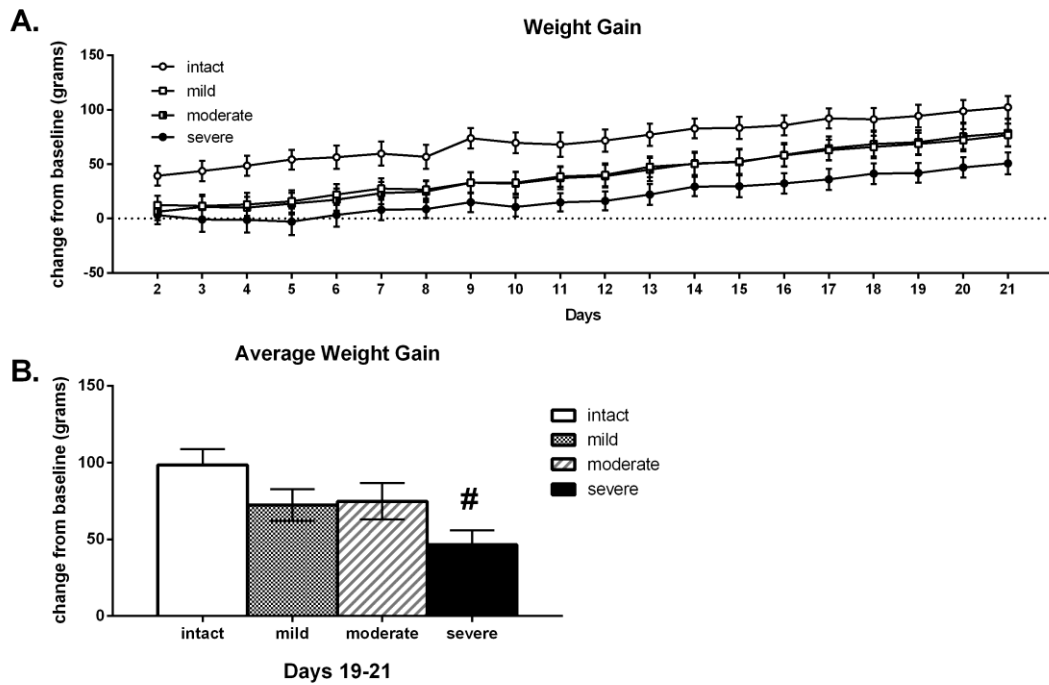 A.
Weight Gain
change from baseline (grams)
150
100
50
0
-50
intact
mild
moderate
severe
2 3 4 5 6 7 8 9 10 11 12 13 14 15 16 17 18 19 20 21
Days
B.
Average Weight Gain
change from baseline (grams)
150
100
50
0
#
intact
mild
moderate
severe
intact mild moderate severe
Days 19-21